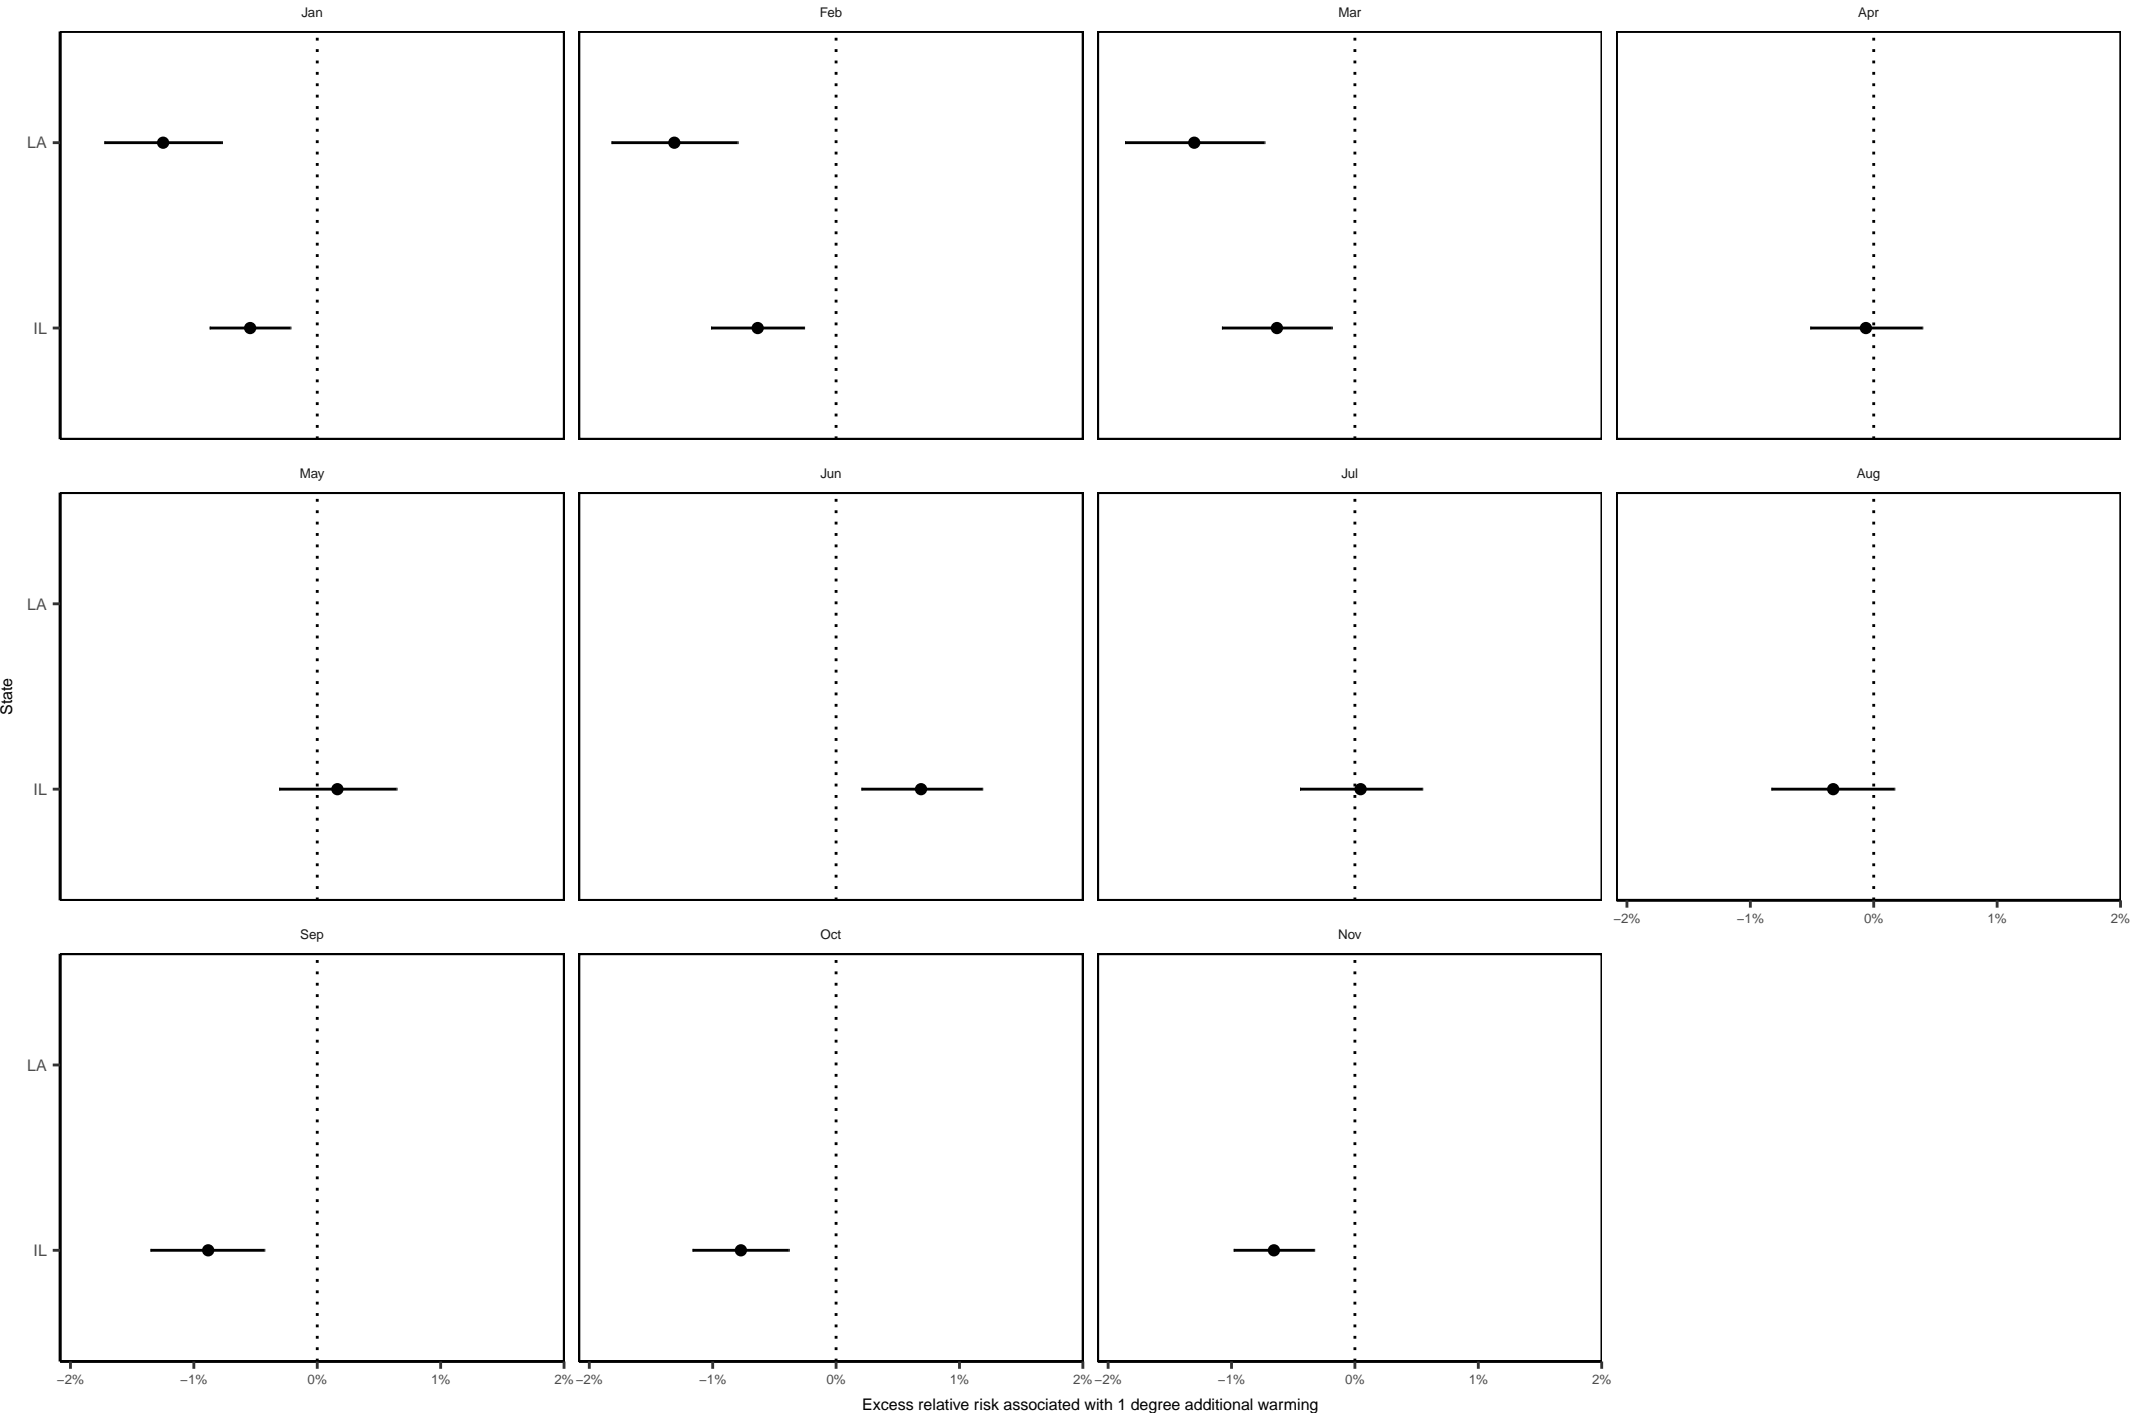 Jan Feb Mar Apr
LA
IL
May Jun Jul Aug
LA
IL
State
−2% −1% 0% 1% 2%
Sep Oct Nov
LA
IL
−2% −1% 0% 1% 2% −2% −1% 0% 1% 2% −2% −1% 0% 1% 2%
Excess relative risk associated with 1 degree additional warming